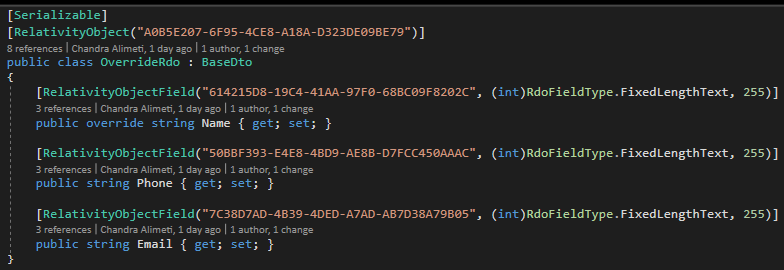 [Serializable]
[RelativityObject("A0B5E207-6F95-4CE8-A18A-D323DE09BE79")]
8 references | Chandra Alimeti, 1 day ago | 1 author, 1 change
public class OverrideRdo : BaseDto
{
[RelativityObjectField("614215D8-19C4-41AA-97F0-68BC09F8202C", (int)RdoFieldType.FixedLengthText, 255)]
3 references | Chandra Alimeti, 1 day ago | 1 author, 1 change
public override string Name { get; set; }
[RelativityObjectField("50BBF393-E4E8-4BD9-AE8B-D7FCC450AAAC", (int)RdoFieldType.FixedLengthText, 255)]
3 references | Chandra Alimeti, 1 day ago | 1 author, 1 change
public string Phone { get; set; }
[RelativityObjectField("7C38D7AD-4B39-4DED-A7AD-AB7D38A79B05", (int)RdoFieldType.FixedLengthText, 255)]
3 references | Chandra Alimeti, 1 day ago | 1 author, 1 change
public string Email { get; set; }
}